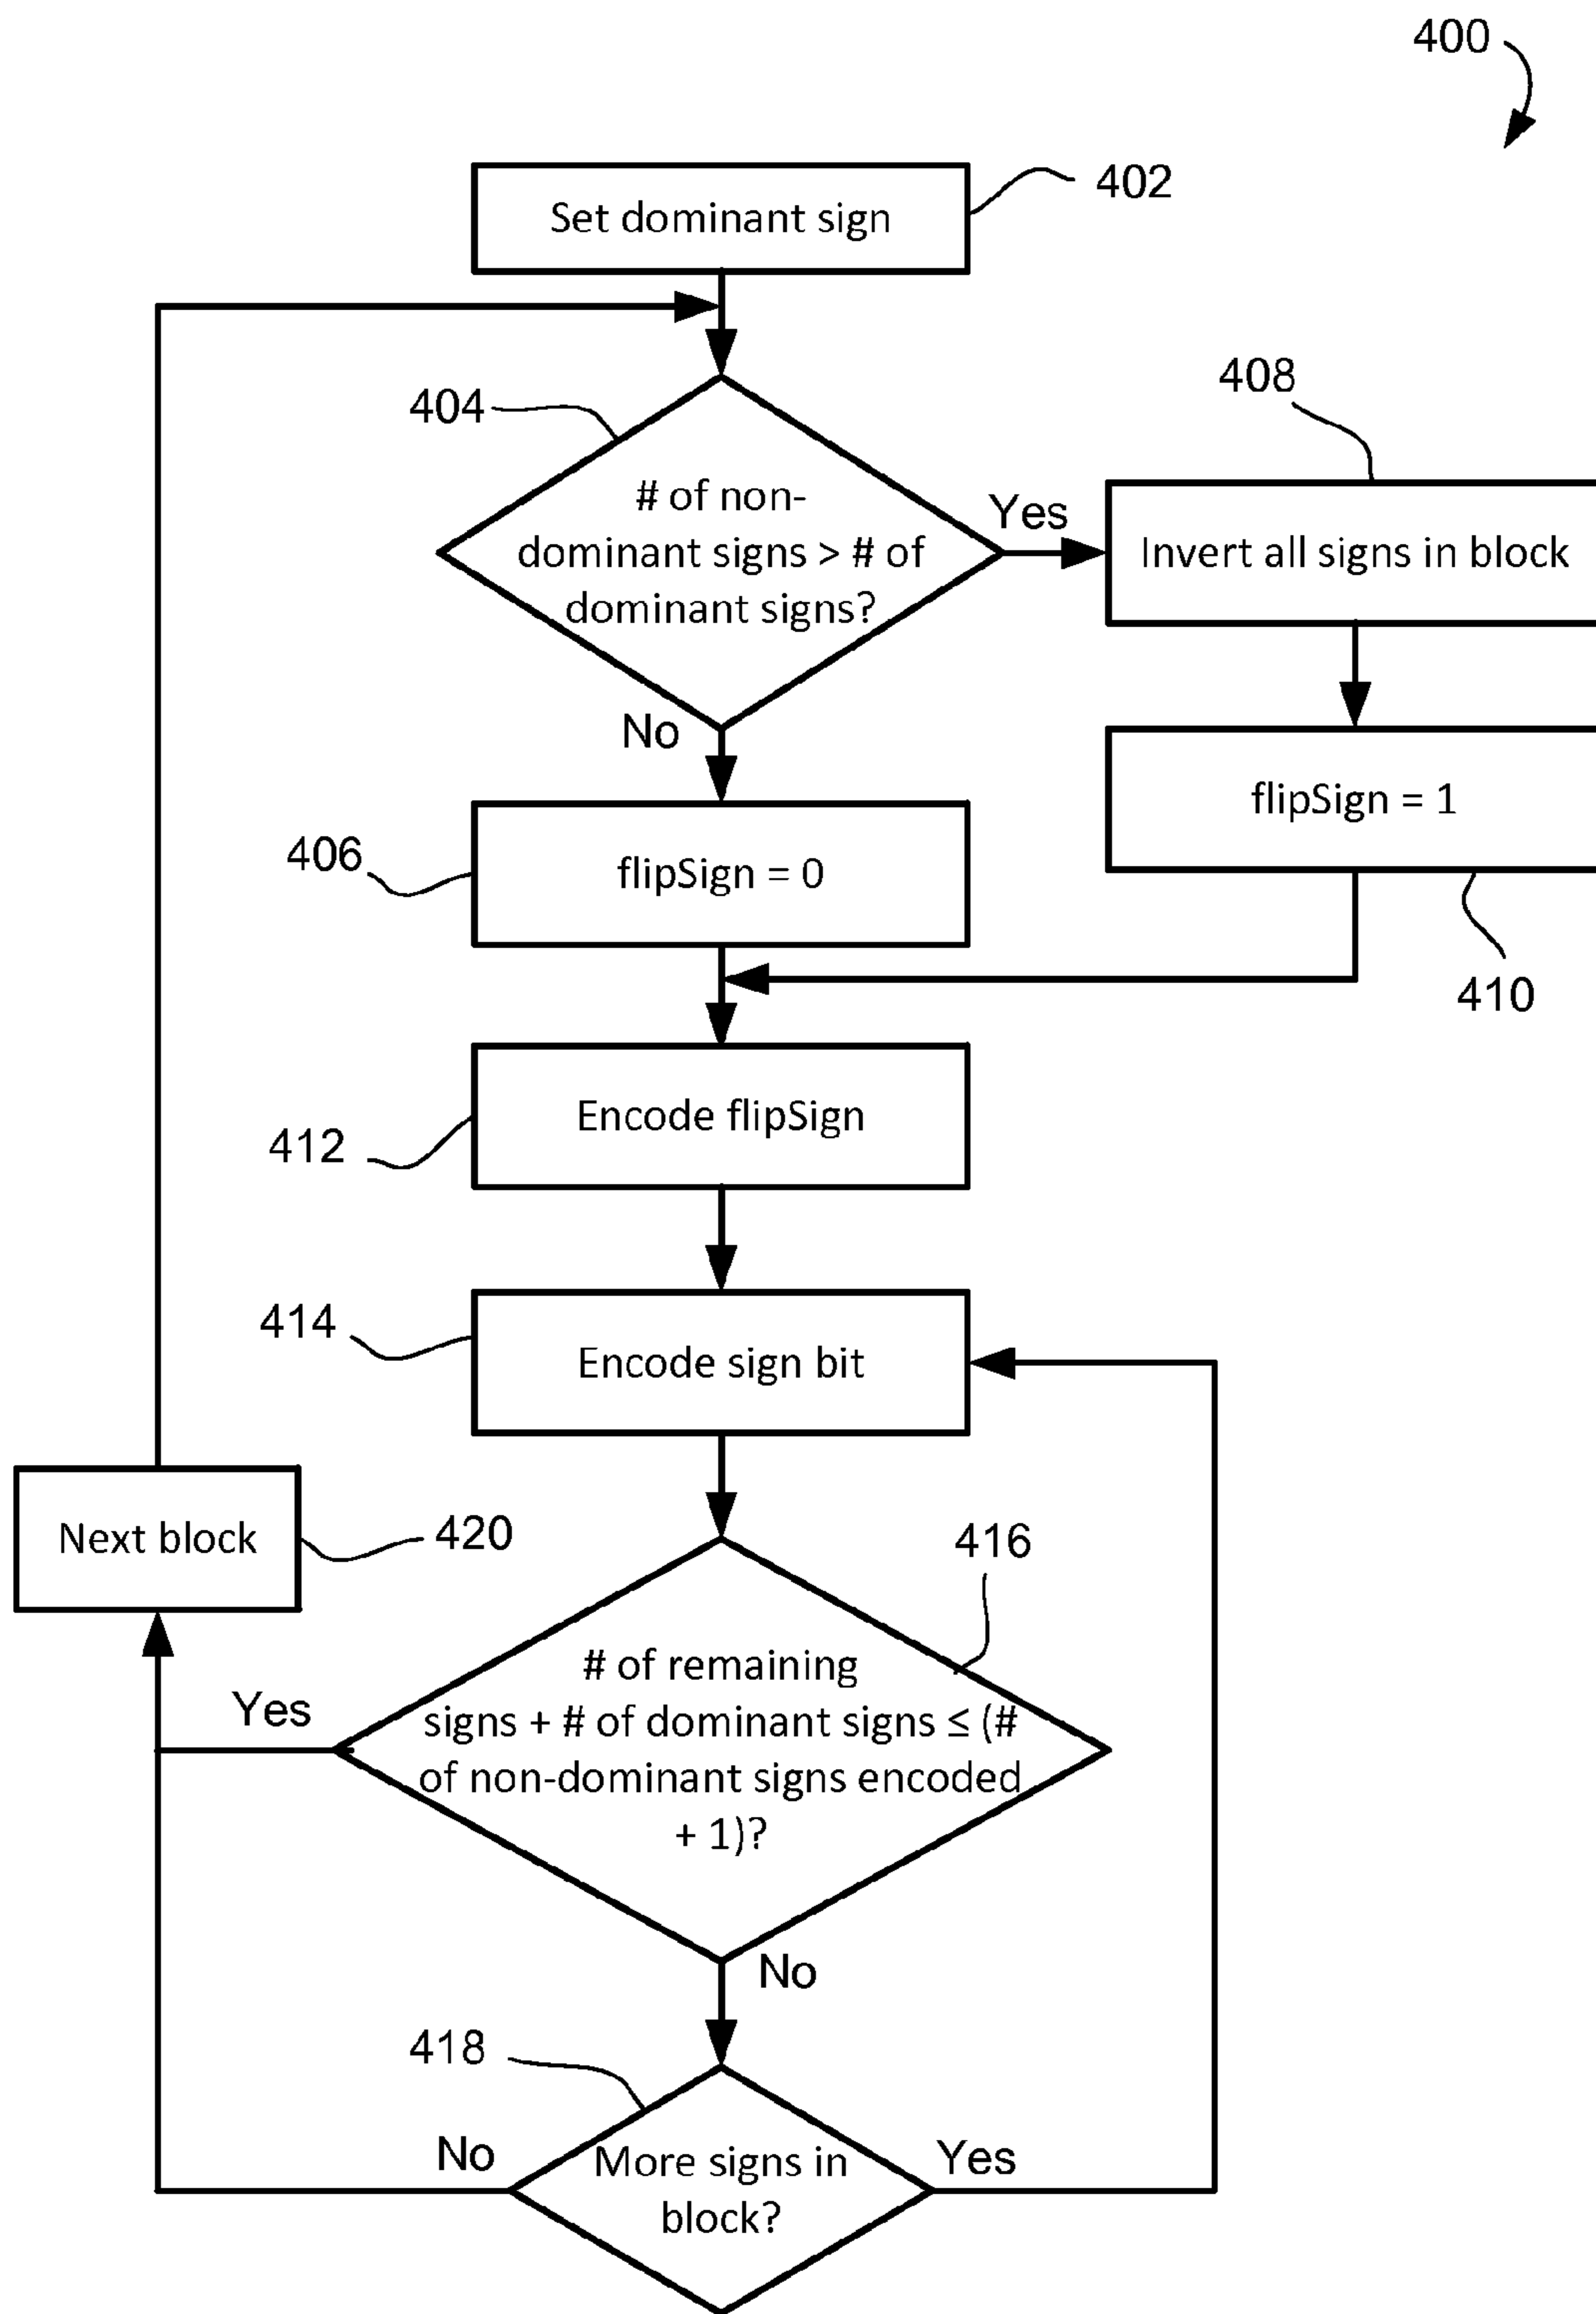 400
Set dominant sign
402
404
# of non-
dominant signs > # of
dominant signs?
Yes
408
Invert all signs in block
No
flipSign = 1
406
flipSign = 0
410
Encode flipSign
412
414
Encode sign bit
Next block
420
416
# of remaining
signs + # of dominant signs ≤ (#
of non-dominant signs encoded
+ 1)?
Yes
No
418
More signs in
block?
No
Yes